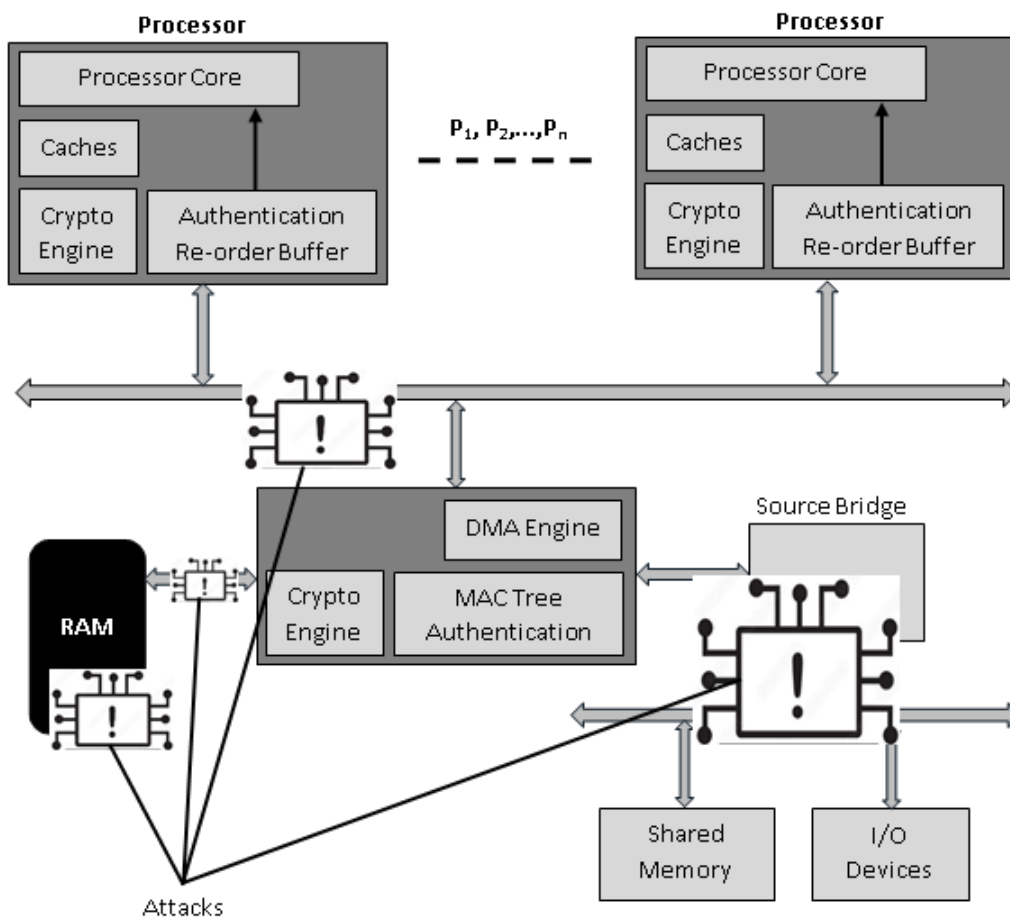 Processor
Processor
Processor Core
Caches
Crypto
Engine
Authentication
Re-order Buffer
P1, P2,...,Pn
Processor Core
Caches
Crypto
Engine
Authentication
Re-order Buffer
!
DMA Engine
Crypto
Engine
MAC Tree
Authentication
Source Bridge
!
RAM
!
!
Shared
Memory
I/O
Devices
Attacks